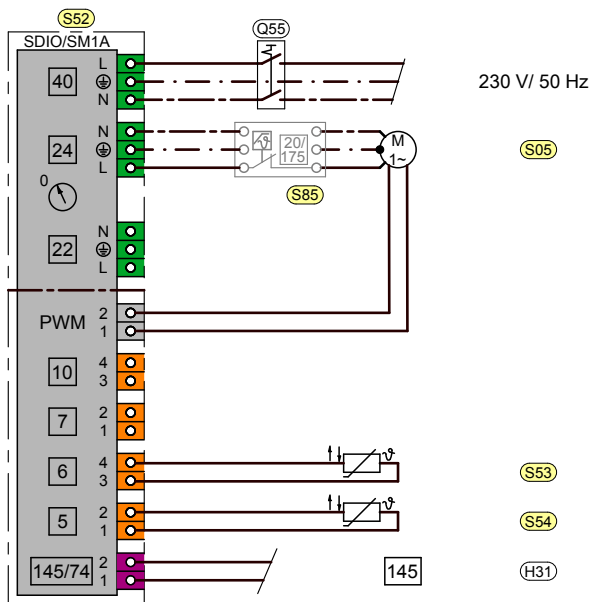 S52
SDIO/SM1A
Q55
40 L
N
230 V/ 50 Hz
24 N
L
20/
175
M
1~
S05
S85
0
22 N
L
PWM 2
1
10 4
3
7 2
1
6 4
3
ϑ
S53
5 2
1
ϑ
S54
145/74 2
1
145
H31